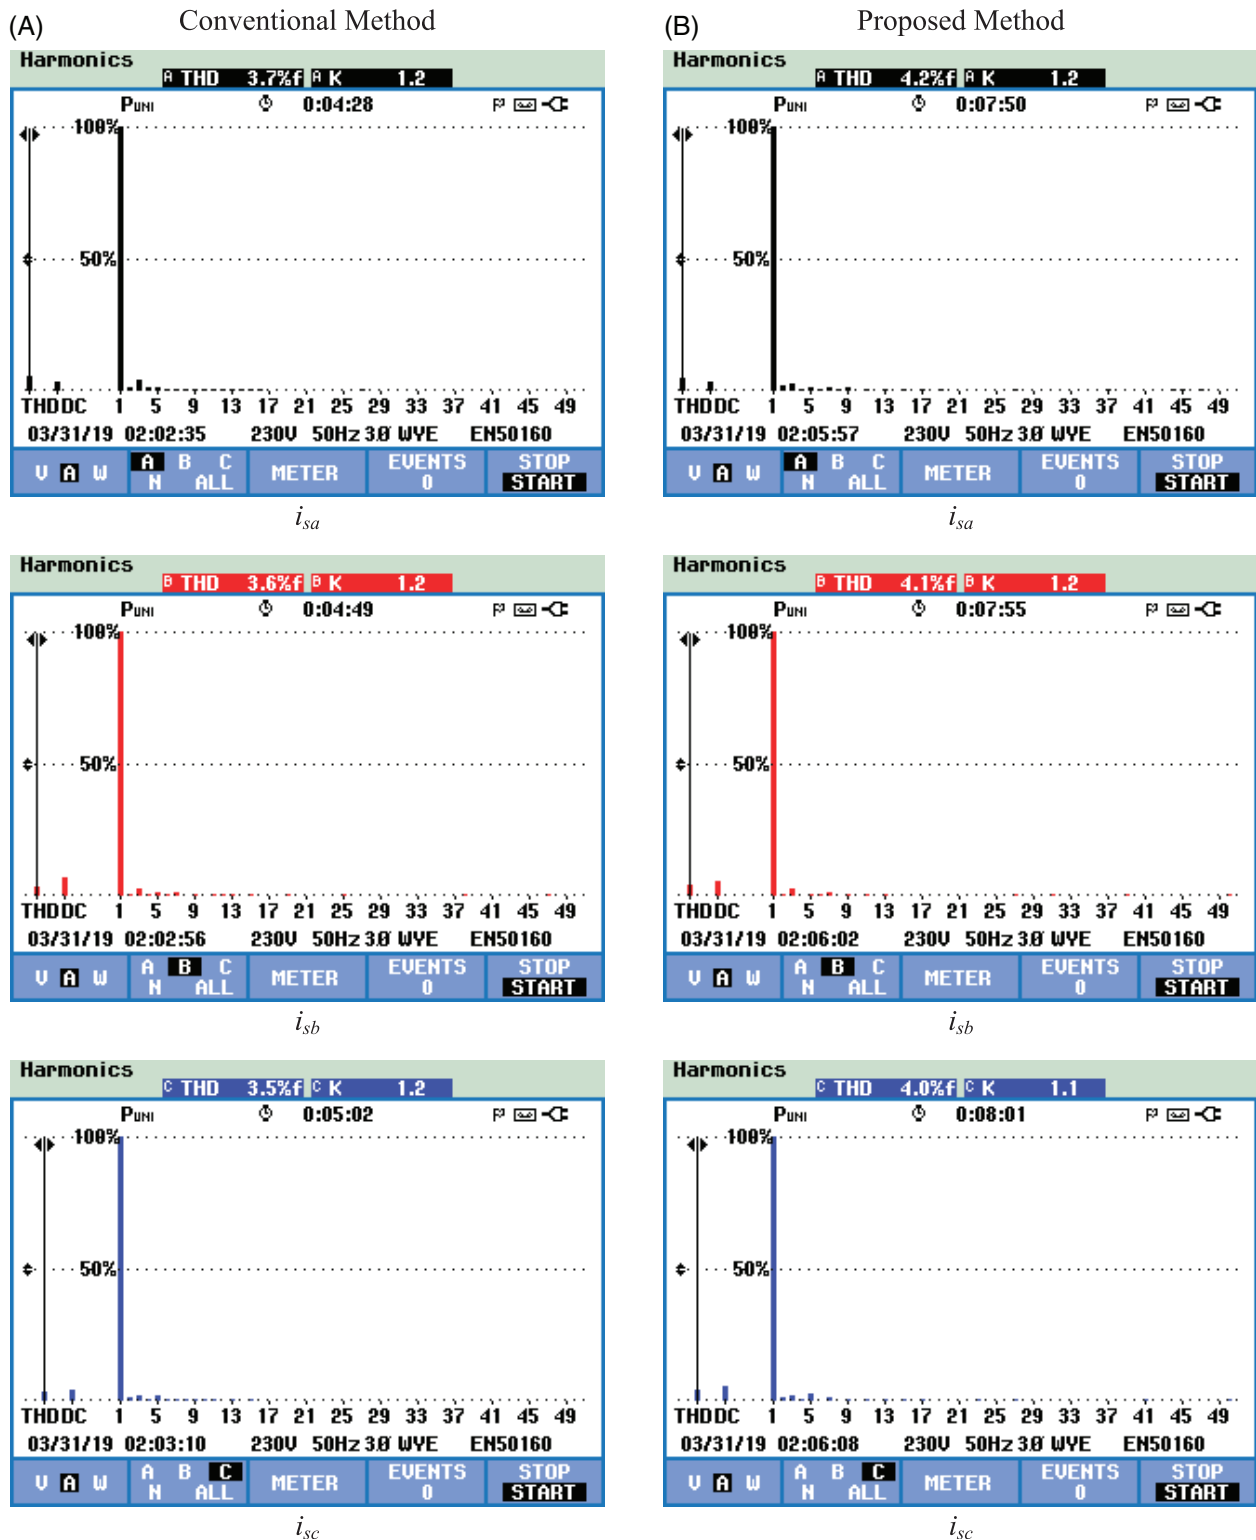 (A) Conventional Method
Harmonics
A THD 3.7%f A K 1.2
PUNI 0:04:28
100%
50%
THD DC 1 5 9 13 17 21 25 29 33 37 41 45 49
03/31/19 02:02:35 230V 50Hz 3Ø WYE EN50160
V A W A B C N ALL METER EVENTS 0 STOP START
isa
Harmonics
B THD 3.6%f B K 1.2
PUNI 0:04:49
100%
50%
THD DC 1 5 9 13 17 21 25 29 33 37 41 45 49
03/31/19 02:02:56 230V 50Hz 3Ø WYE EN50160
V A W A B C N ALL METER EVENTS 0 STOP START
isb
Harmonics
C THD 3.5%f C K 1.2
PUNI 0:05:02
100%
50%
THD DC 1 5 9 13 17 21 25 29 33 37 41 45 49
03/31/19 02:03:10 230V 50Hz 3Ø WYE EN50160
V A W A B C N ALL METER EVENTS 0 STOP START
isc
(B) Proposed Method
Harmonics
A THD 4.2%f A K 1.2
PUNI 0:07:50
100%
50%
THD DC 1 5 9 13 17 21 25 29 33 37 41 45 49
03/31/19 02:05:57 230V 50Hz 3Ø WYE EN50160
V A W A B C N ALL METER EVENTS 0 STOP START
isa
Harmonics
B THD 4.1%f B K 1.2
PUNI 0:07:55
100%
50%
THD DC 1 5 9 13 17 21 25 29 33 37 41 45 49
03/31/19 02:06:02 230V 50Hz 3Ø WYE EN50160
V A W A B C N ALL METER EVENTS 0 STOP START
isb
Harmonics
C THD 4.0%f C K 1.1
PUNI 0:08:01
100%
50%
THD DC 1 5 9 13 17 21 25 29 33 37 41 45 49
03/31/19 02:06:08 230V 50Hz 3Ø WYE EN50160
V A W A B C N ALL METER EVENTS 0 STOP START
isc